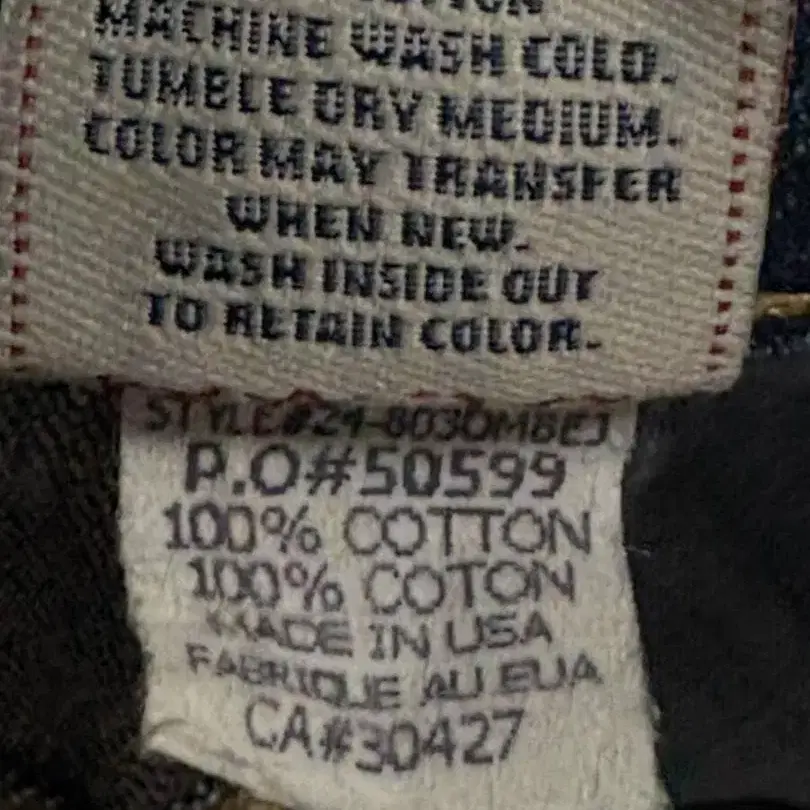 MACHINE WASH COLD.
TUMBLE DRY MEDIUM.
COLOR MAY TRANSFER
WHEN NEW.
WASH INSIDE OUT
TO RETAIN COLOR.
P.O#50599
100% COTTON
100% COTON
MADE IN USA
FABRIQUE AU EUA
CA#30427